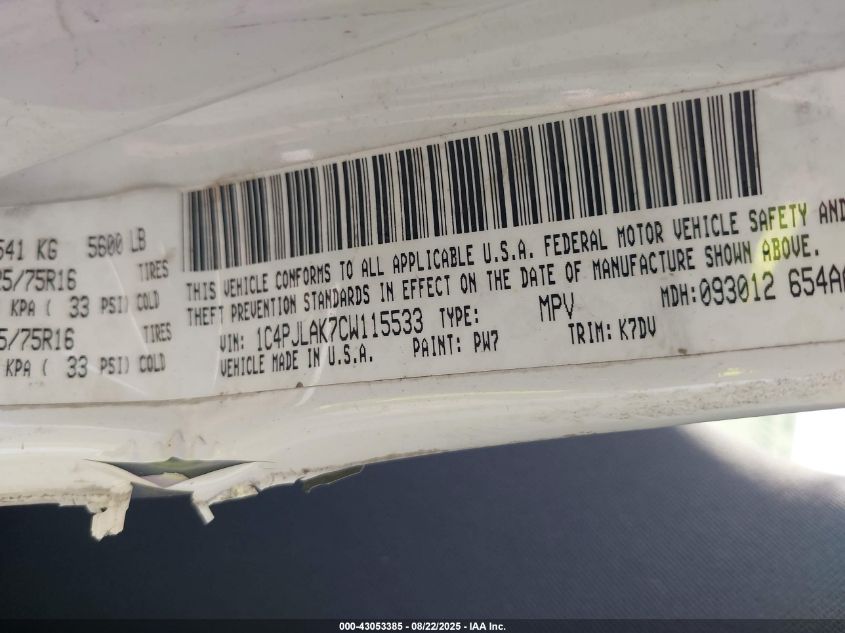 541 KG 5600 LB
25/75R16 TIRES
KPA ( 33 PSI) COLD
5/75R16 TIRES
KPA ( 33 PSI) COLD
THIS VEHICLE CONFORMS TO ALL APPLICABLE U.S.A. FEDERAL MOTOR VEHICLE SAFETY AND
THEFT PREVENTION STANDARDS IN EFFECT ON THE DATE OF MANUFACTURE SHOWN ABOVE.
VIN: 1C4PJLAK7CW115533 TYPE: MPV MDH:093012 654AA
VEHICLE MADE IN U.S.A. PAINT: PW7 TRIM: K7DV
000-43053385 - 08/22/2025 - IAA Inc.